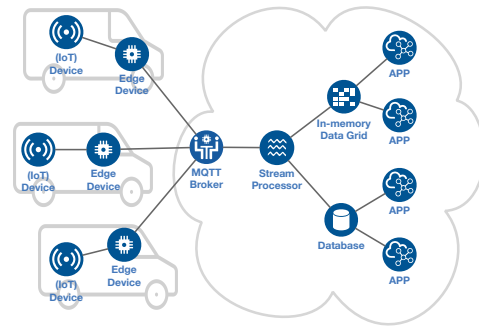 (IoT)
Device
Edge
Device
(IoT)
Device
Edge
Device
(IoT)
Device
Edge
Device
MQTT
Broker
Stream
Processor
In-memory
Data Grid
Database
APP
APP
APP
APP